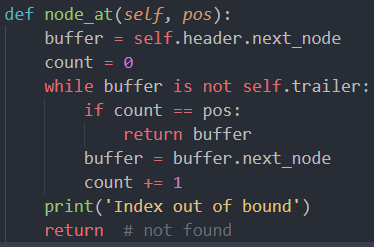 def node_at(self, pos):
    buffer = self.header.next_node
    count = 0
    while buffer is not self.trailer:
        if count == pos:
            return buffer
        buffer = buffer.next_node
        count += 1
    print('Index out of bound')
    return  # not found